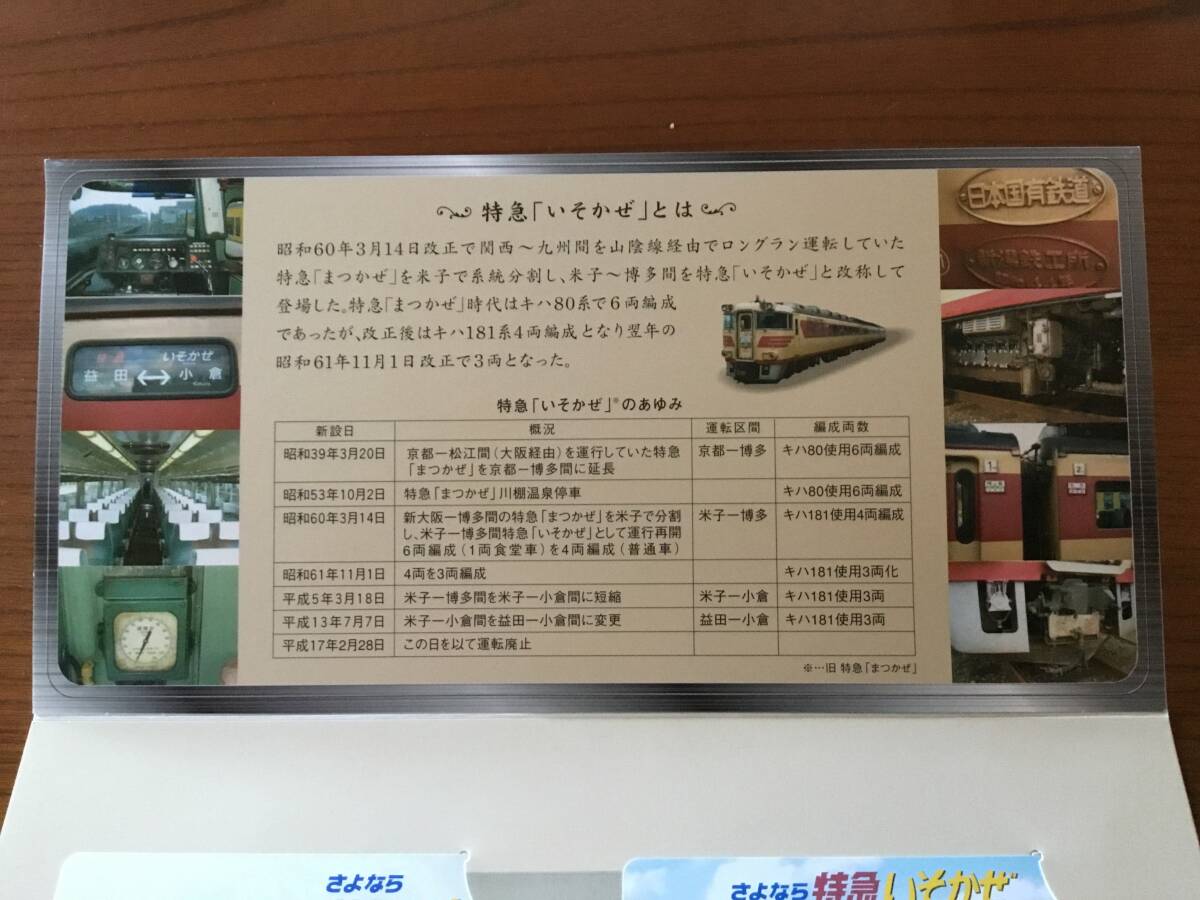 特急「いそかぜ」とは
昭和60年3月14日改正で関西～九州間を山陰線経由でロングラン運転していた
特急「まつかぜ」を米子で系統分割し、米子～博多間を特急「いそかぜ」と改称して
登場した。特急「まつかぜ」時代はキハ80系で6両編成
であったが、改正後はキハ181系4両編成となり翌年の
昭和61年11月1日改正で3両となった。
特急「いそかぜ」※のあゆみ
新設日 概況 運転区間 編成両数
昭和39年3月20日 京都ー松江間(大阪経由)を運行していた特急 京都ー博多 キハ80使用6両編成
「まつかぜ」を京都ー博多間に延長
昭和53年10月2日 特急「まつかぜ」川棚温泉停車 キハ80使用6両編成
昭和60年3月14日 新大阪ー博多間の特急「まつかぜ」を米子で分割 米子ー博多 キハ181使用4両編成
し、米子ー博多間特急「いそかぜ」として運行再開
6両編成(1両食堂車)を4両編成(普通車)
昭和61年11月1日 4両を3両編成 キハ181使用3両化
平成5年3月18日 米子ー博多間を米子ー小倉間に短縮 米子ー小倉 キハ181使用3両
平成13年7月7日 米子ー小倉間を益田ー小倉間に変更 益田ー小倉 キハ181使用3両
平成17年2月28日 この日を以て運転廃止
※…旧 特急「まつかぜ」
特急 いそかぜ
益田 ↔ 小倉
日本国有鉄道
新潟鉄工所
1
2
さよなら
さよなら 特急 いそかぜ